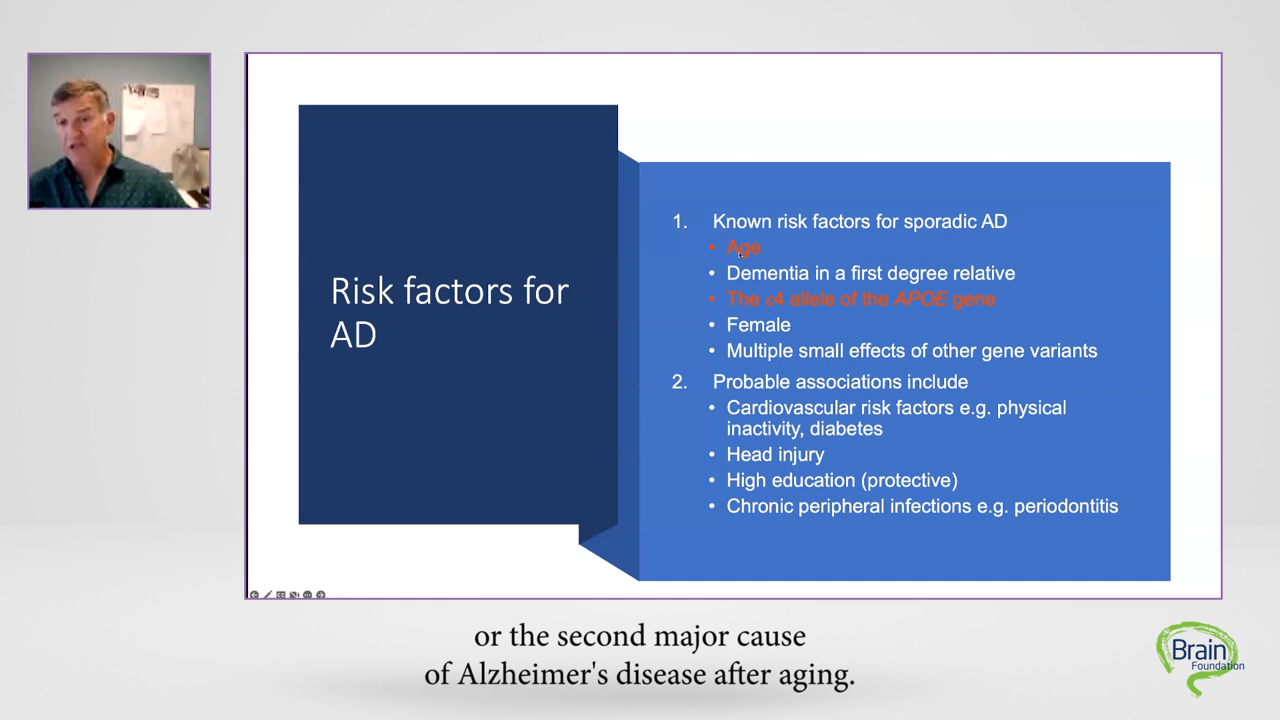 Risk factors for
AD
1. Known risk factors for sporadic AD
• Age
• Dementia in a first degree relative
• The ε4 allele of the APOE gene
• Female
• Multiple small effects of other gene variants
2. Probable associations include
• Cardiovascular risk factors e.g. physical
inactivity, diabetes
• Head injury
• High education (protective)
• Chronic peripheral infections e.g. periodontitis
or the second major cause
of Alzheimer's disease after aging.
Brain
Foundation